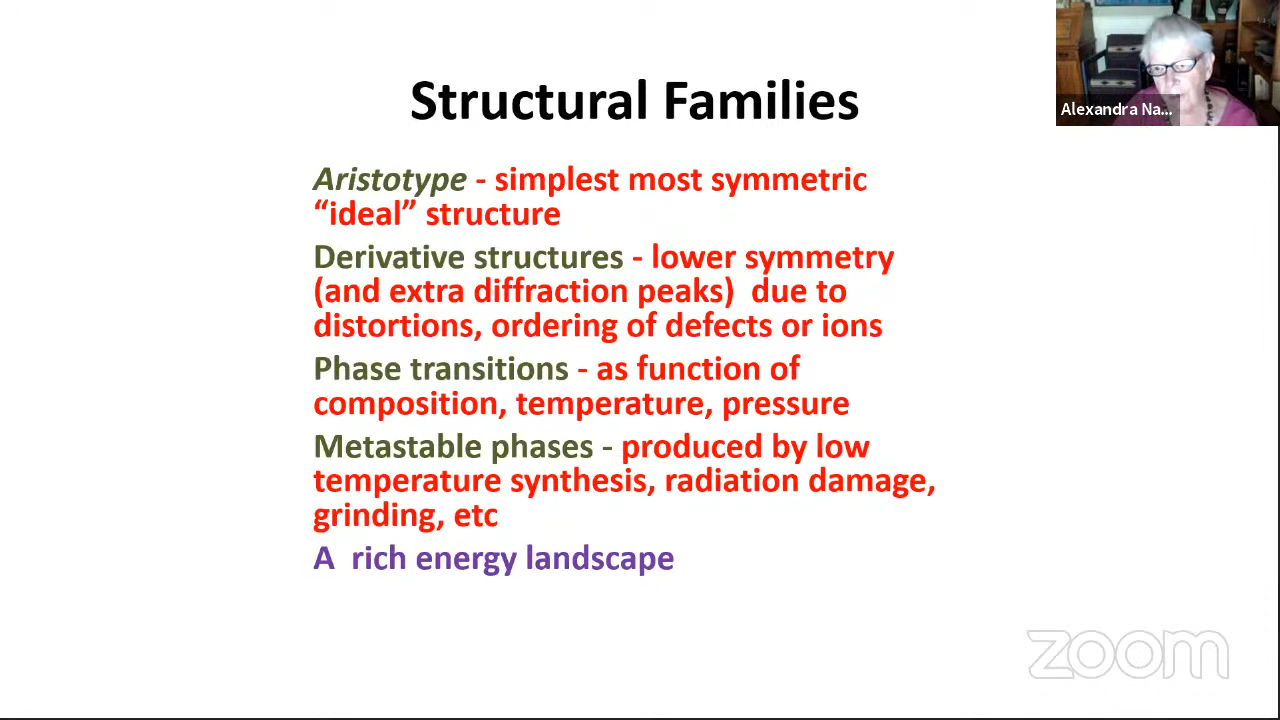 Structural Families
Alexandra Na...
Aristotype - simplest most symmetric
“ideal” structure
Derivative structures - lower symmetry
(and extra diffraction peaks)  due to
distortions, ordering of defects or ions
Phase transitions - as function of
composition, temperature, pressure
Metastable phases - produced by low
temperature synthesis, radiation damage,
grinding, etc
A  rich energy landscape
zoom